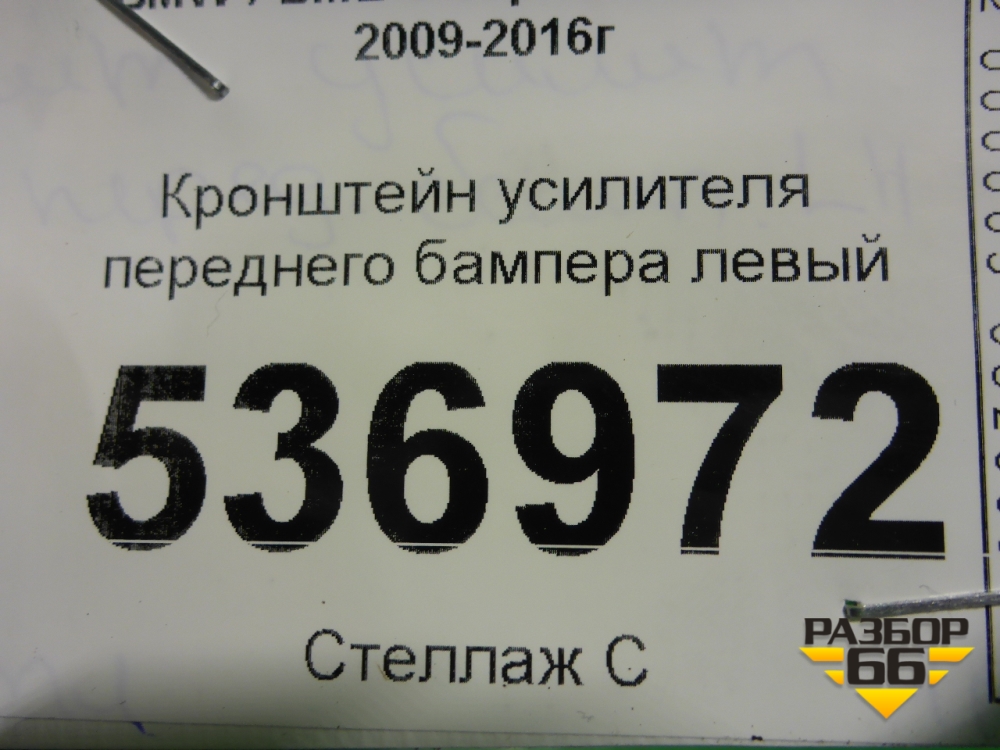 2009-2016г
Кронштейн усилителя
переднего бампера левый
536972
Стеллаж С
РАЗБОР
66